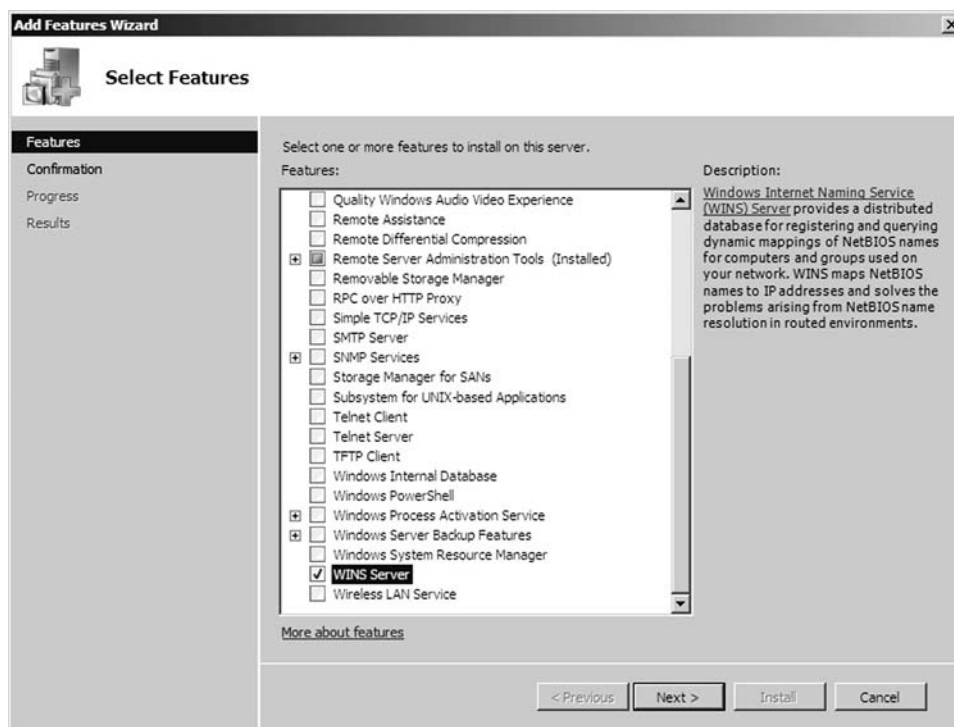 Add Features Wizard
Select Features
Features
Confirmation
Progress
Results
Select one or more features to install on this server.
Features:
Quality Windows Audio Video Experience
Remote Assistance
Remote Differential Compression
Remote Server Administration Tools (Installed)
Removable Storage Manager
RPC over HTTP Proxy
Simple TCP/IP Services
SMTP Server
SNMP Services
Storage Manager for SANs
Subsystem for UNIX-based Applications
Telnet Client
Telnet Server
TFTP Client
Windows Internal Database
Windows PowerShell
Windows Process Activation Service
Windows Server Backup Features
Windows System Resource Manager
WINS Server
Wireless LAN Service
More about features
Description:
Windows Internet Naming Service
(WINS) Server provides a distributed
database for registering and querying
dynamic mappings of NetBIOS names
for computers and groups used on
your network. WINS maps NetBIOS
names to IP addresses and solves the
problems arising from NetBIOS name
resolution in routed environments.
< Previous
Next >
Install
Cancel